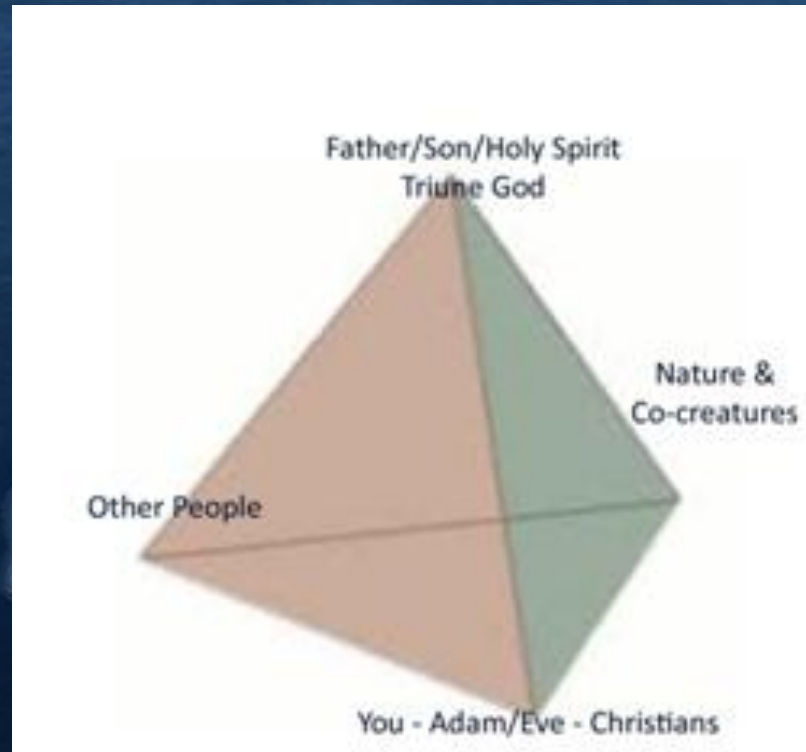 Father/Son/Holy Spirit
Triune God
Nature &
Co-creatures
Other People
You - Adam/Eve - Christians